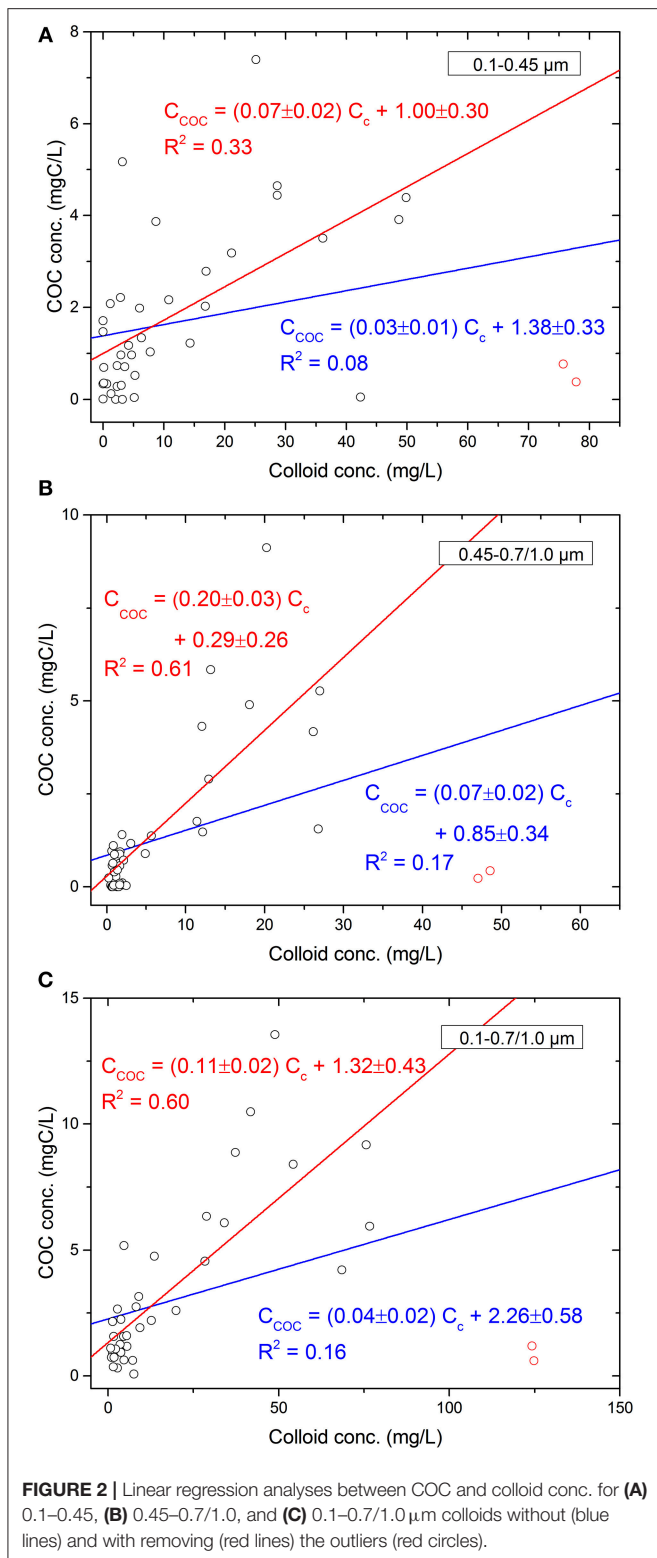 A
8
6
4
2
0
COC conc. (mgC/L)
0.1-0.45 µm
C_COC = (0.07±0.02) C_c + 1.00±0.30
R² = 0.33
C_COC = (0.03±0.01) C_c + 1.38±0.33
R² = 0.08
0 10 20 30 40 50 60 70 80
Colloid conc. (mg/L)
B
10
5
0
COC conc. (mgC/L)
0.45-0.7/1.0 µm
C_COC = (0.20±0.03) C_c
+ 0.29±0.26
R² = 0.61
C_COC = (0.07±0.02) C_c
+ 0.85±0.34
R² = 0.17
0 10 20 30 40 50 60
Colloid conc. (mg/L)
C
15
10
5
0
COC conc. (mgC/L)
0.1-0.7/1.0 µm
C_COC = (0.11±0.02) C_c + 1.32±0.43
R² = 0.60
C_COC = (0.04±0.02) C_c + 2.26±0.58
R² = 0.16
0 50 100 150
Colloid conc. (mg/L)
FIGURE 2 | Linear regression analyses between COC and colloid conc. for (A)
0.1–0.45, (B) 0.45–0.7/1.0, and (C) 0.1–0.7/1.0 µm colloids without (blue
lines) and with removing (red lines) the outliers (red circles).